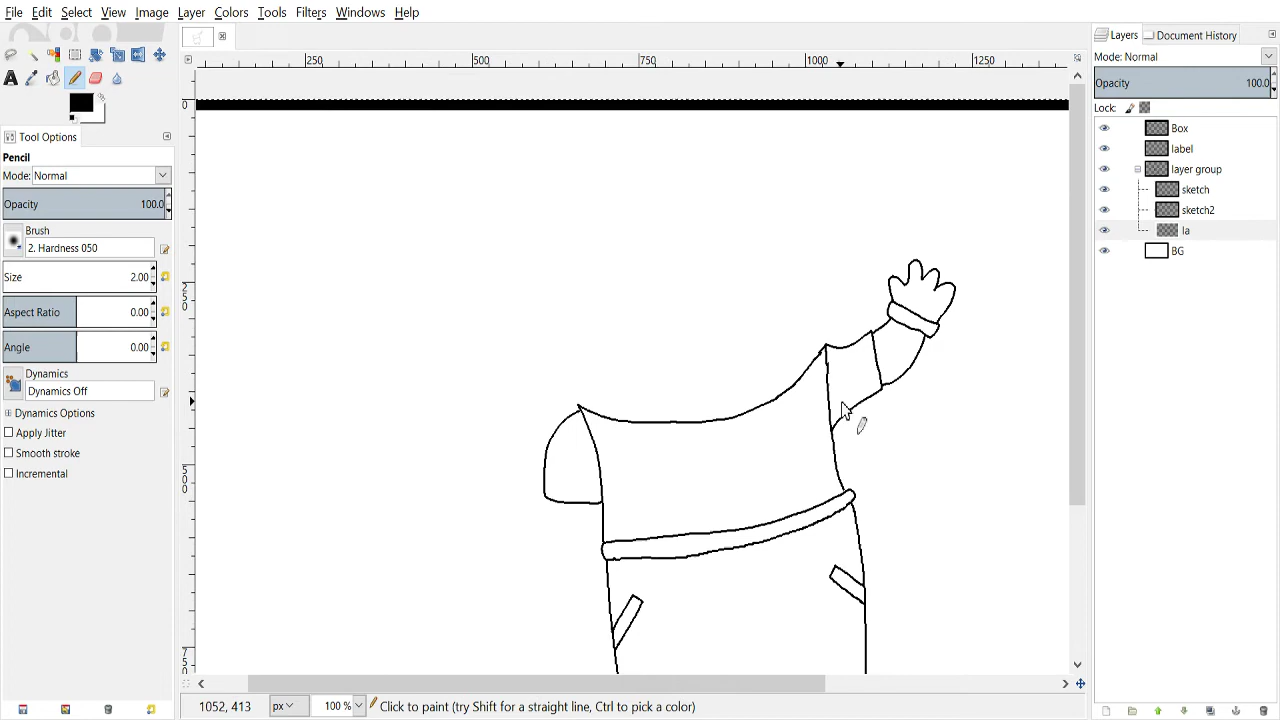 File Edit Select View Image Layer Colors Tools Filters Windows Help
250 500 750 1000 1250
0
250
500
750
Tool Options
Pencil
Mode: Normal
Opacity 100.0
Brush
2. Hardness 050
Size 2.00
Aspect Ratio 0.00
Angle 0.00
Dynamics
Dynamics Off
Dynamics Options
Apply Jitter
Smooth stroke
Incremental
1052, 413 px 100 % Click to paint (try Shift for a straight line, Ctrl to pick a color)
Layers Document History
Mode: Normal
Opacity 100.0
Lock:
Box
label
layer group
sketch
sketch2
la
BG